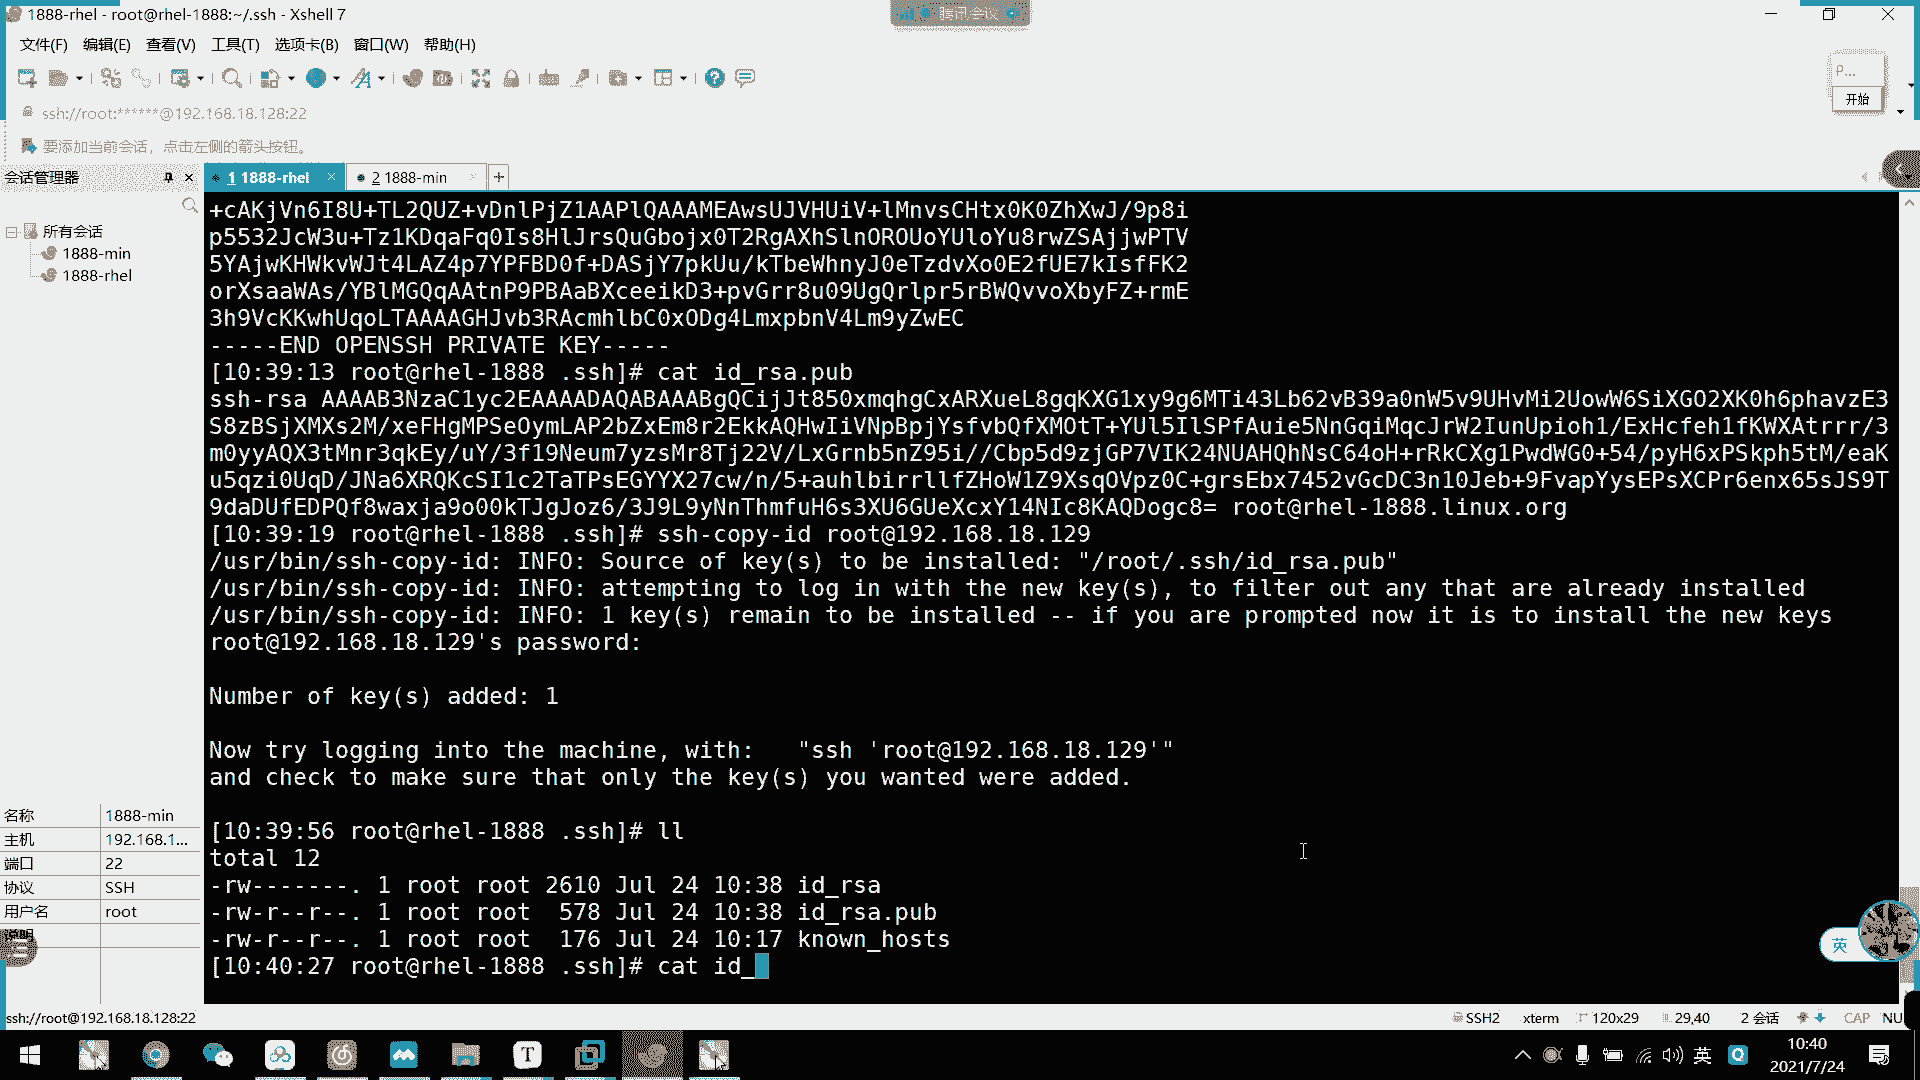 1888-rhel - root@rhel-1888:~/.ssh - Xshell 7
腾讯会议
文件(F) 编辑(E) 查看(V) 工具(T) 选项卡(B) 窗口(W) 帮助(H)
P...
开始
ssh://root:******@192.168.18.128:22
要添加当前会话，点击左侧的箭头按钮。
会话管理器
1 1888-rhel
2 1888-min
所有会话
1888-min
1888-rhel
+cAKjVn6I8U+TL2QUZ+vDnlPjZ1AAPlQAAAMEAwsUJVHUiV+lMnvsCHtx0K0ZhXwJ/9p8i
p5532JcW3u+Tz1KDqaFq0Is8HlJrsQuGbojx0T2RgAXhSlnOROUoYUloYu8rwZSAjjwPTV
5YAjwKHWkvWJt4LAZ4p7YPFBD0f+DASjY7pkUu/kTbeWhnyJ0eTzdvXo0E2fUE7kIsfFK2
orXsaaWAs/YBlMGQqAAtnP9PBAaBXceeikD3+pvGrr8u09UgQrlpr5rBWQvvoXbyFZ+rmE
3h9VcKKwhUqoLTAAAAGHJvb3RAcmhlbC0xODg4LmxpbnV4Lm9yZwEC
-----END OPENSSH PRIVATE KEY-----
[10:39:13 root@rhel-1888 .ssh]# cat id_rsa.pub
ssh-rsa AAAAB3NzaC1yc2EAAAADAQABAAABgQCijJt850xmqhgCxARXueL8gqKXG1xy9g6MTi43Lb62vB39a0nW5v9UHvMi2UowW6SiXGO2XK0h6phavzE3
S8zBSjXMXs2M/xeFHgMPSeOymLAP2bZxEm8r2EkkAQHwIiVNpBpjYsfvbQfXMOtT+YUl5IlSPfAuie5NnGqiMqcJrW2IunUpioh1/ExHcfeh1fKWXAtrrr/3
m0yyAQX3tMnr3qkEy/uY/3f19Neum7yzsMr8Tj22V/LxGrnb5nZ95i//Cbp5d9zjGP7VIK24NUAHQhNsC64oH+rRkCXg1PwdWG0+54/pyH6xPSkph5tM/eaK
u5qzi0UqD/JNa6XRQKcSI1c2TaTPsEGYYX27cw/n/5+auhlbirrllfZHoW1Z9XsqOVpz0C+grsEbx7452vGcDC3n10Jeb+9FvapYysEPsXCPr6enx65sJS9T
9daDUfEDPQf8waxja9o00kTJgJoz6/3J9L9yNnThmfuH6s3XU6GUeXcxY14NIc8KAQDogc8= root@rhel-1888.linux.org
[10:39:19 root@rhel-1888 .ssh]# ssh-copy-id root@192.168.18.129
/usr/bin/ssh-copy-id: INFO: Source of key(s) to be installed: "/root/.ssh/id_rsa.pub"
/usr/bin/ssh-copy-id: INFO: attempting to log in with the new key(s), to filter out any that are already installed
/usr/bin/ssh-copy-id: INFO: 1 key(s) remain to be installed -- if you are prompted now it is to install the new keys
root@192.168.18.129's password:
Number of key(s) added: 1
Now try logging into the machine, with:   "ssh 'root@192.168.18.129'"
and check to make sure that only the key(s) you wanted were added.
[10:39:56 root@rhel-1888 .ssh]# ll
total 12
-rw-------. 1 root root 2610 Jul 24 10:38 id_rsa
-rw-r--r--. 1 root root  578 Jul 24 10:38 id_rsa.pub
-rw-r--r--. 1 root root  176 Jul 24 10:17 known_hosts
[10:40:27 root@rhel-1888 .ssh]# cat id_
名称 1888-min
主机 192.168.1...
端口 22
协议 SSH
用户名 root
说明
英
ssh://root@192.168.18.128:22
SSH2 xterm 120x29 29,40 2 会话 CAP NU
英
10:40
2021/7/24